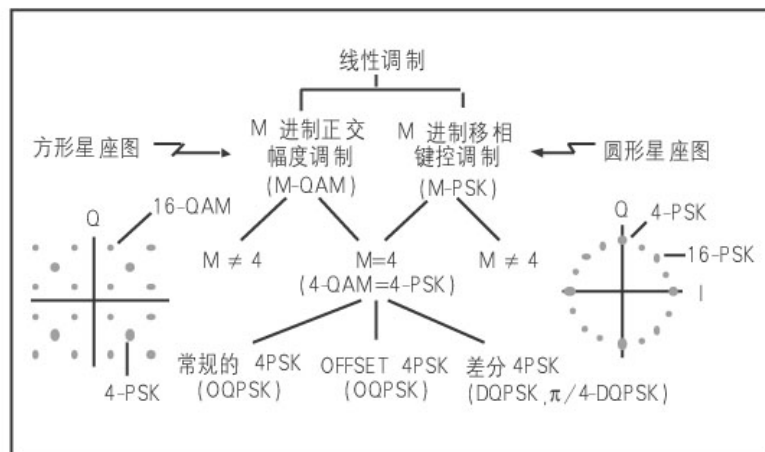 线性调制
M 进制正交
幅度调制
(M-QAM)
M 进制移相
键控调制
(M-PSK)
方形星座图
圆形星座图
Q
16-QAM
4-PSK
M ≠ 4
M=4
(4-QAM=4-PSK)
M ≠ 4
Q
4-PSK
16-PSK
I
常规的 4PSK
(OQPSK)
OFFSET 4PSK
(OQPSK)
差分 4PSK
(DQPSK,π/4-DQPSK)